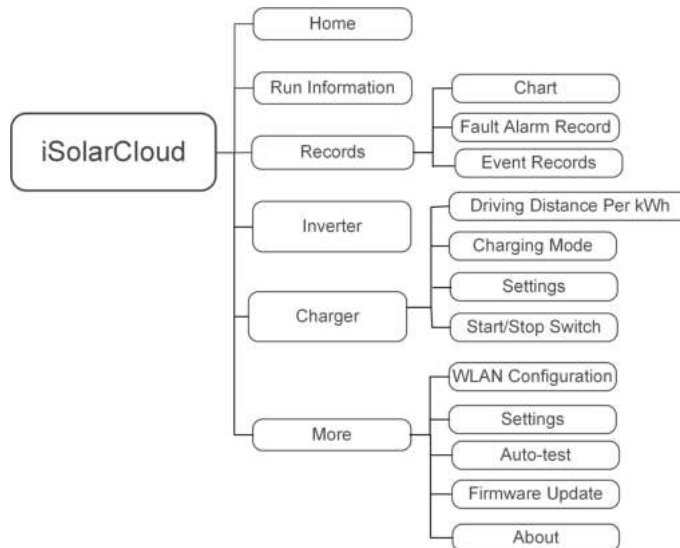 Home
Run Information
iSolarCloud
Records
Chart
Fault Alarm Record
Event Records
Inverter
Charger
Driving Distance Per kWh
Charging Mode
Settings
Start/Stop Switch
More
WLAN Configuration
Settings
Auto-test
Firmware Update
About